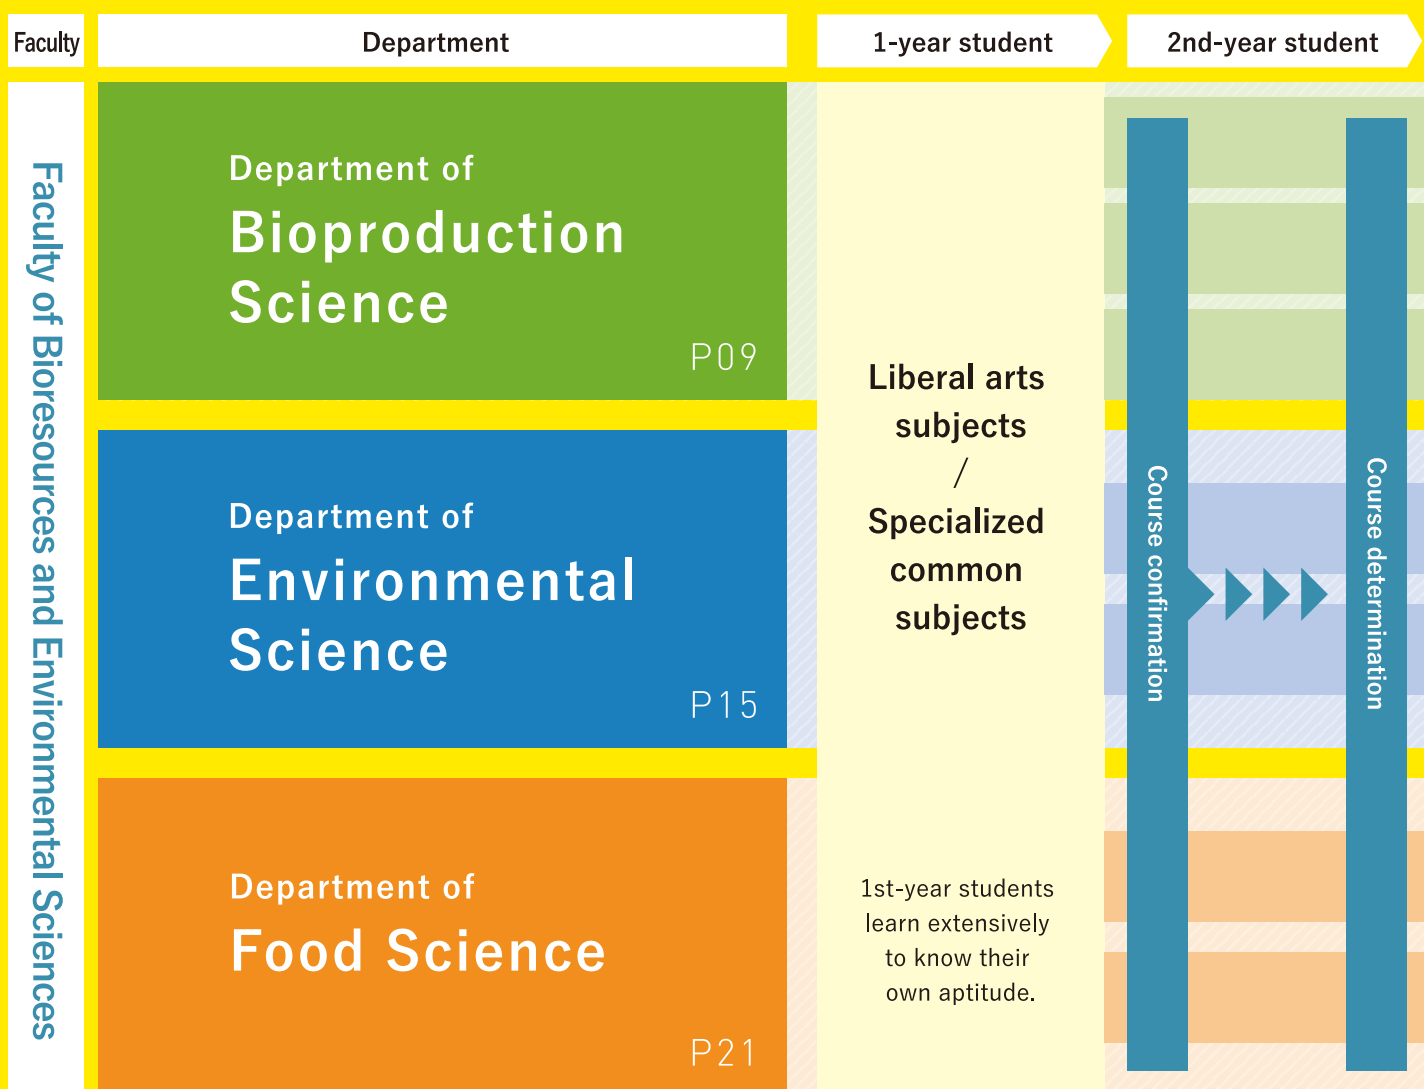 Faculty
Department
1-year student
2nd-year student
Faculty of Bioresources and Environmental Sciences
Department of
Bioproduction
Science
P09
Department of
Environmental
Science
P15
Department of
Food Science
P21
Liberal arts
subjects
/
Specialized
common
subjects
1st-year students
learn extensively
to know their
own aptitude.
Course confirmation
Course determination